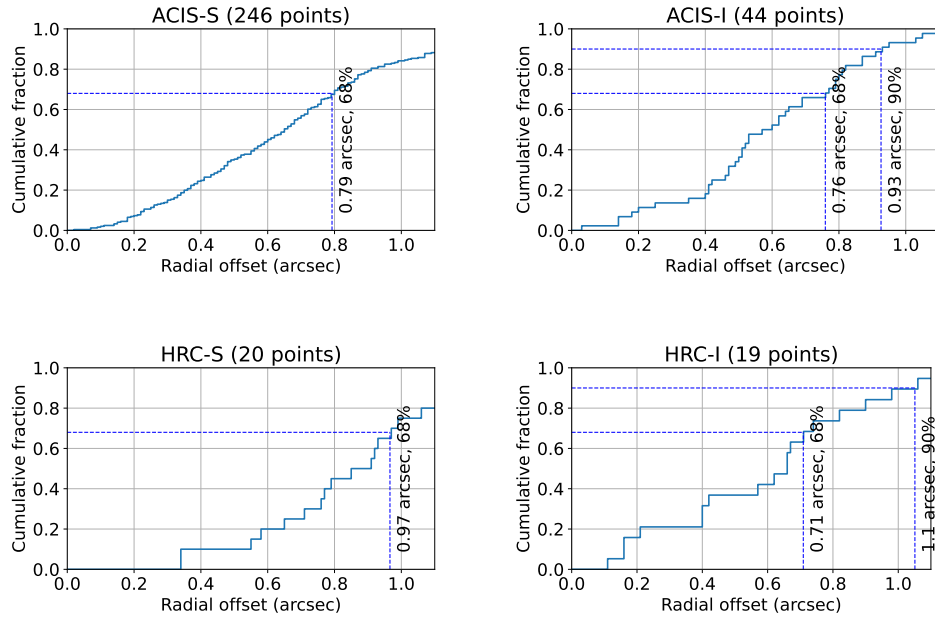 ACIS-S (246 points)
Cumulative fraction
1.0
0.8
0.6
0.4
0.2
0.0
0.79 arcsec, 68%
0.0 0.2 0.4 0.6 0.8 1.0
Radial offset (arcsec)
ACIS-I (44 points)
Cumulative fraction
1.0
0.8
0.6
0.4
0.2
0.0
0.76 arcsec, 68%
0.93 arcsec, 90%
0.0 0.2 0.4 0.6 0.8 1.0
Radial offset (arcsec)
HRC-S (20 points)
Cumulative fraction
1.0
0.8
0.6
0.4
0.2
0.0
0.97 arcsec, 68%
0.0 0.2 0.4 0.6 0.8 1.0
Radial offset (arcsec)
HRC-I (19 points)
Cumulative fraction
1.0
0.8
0.6
0.4
0.2
0.0
0.71 arcsec, 68%
1.1 arcsec, 90%
0.0 0.2 0.4 0.6 0.8 1.0
Radial offset (arcsec)